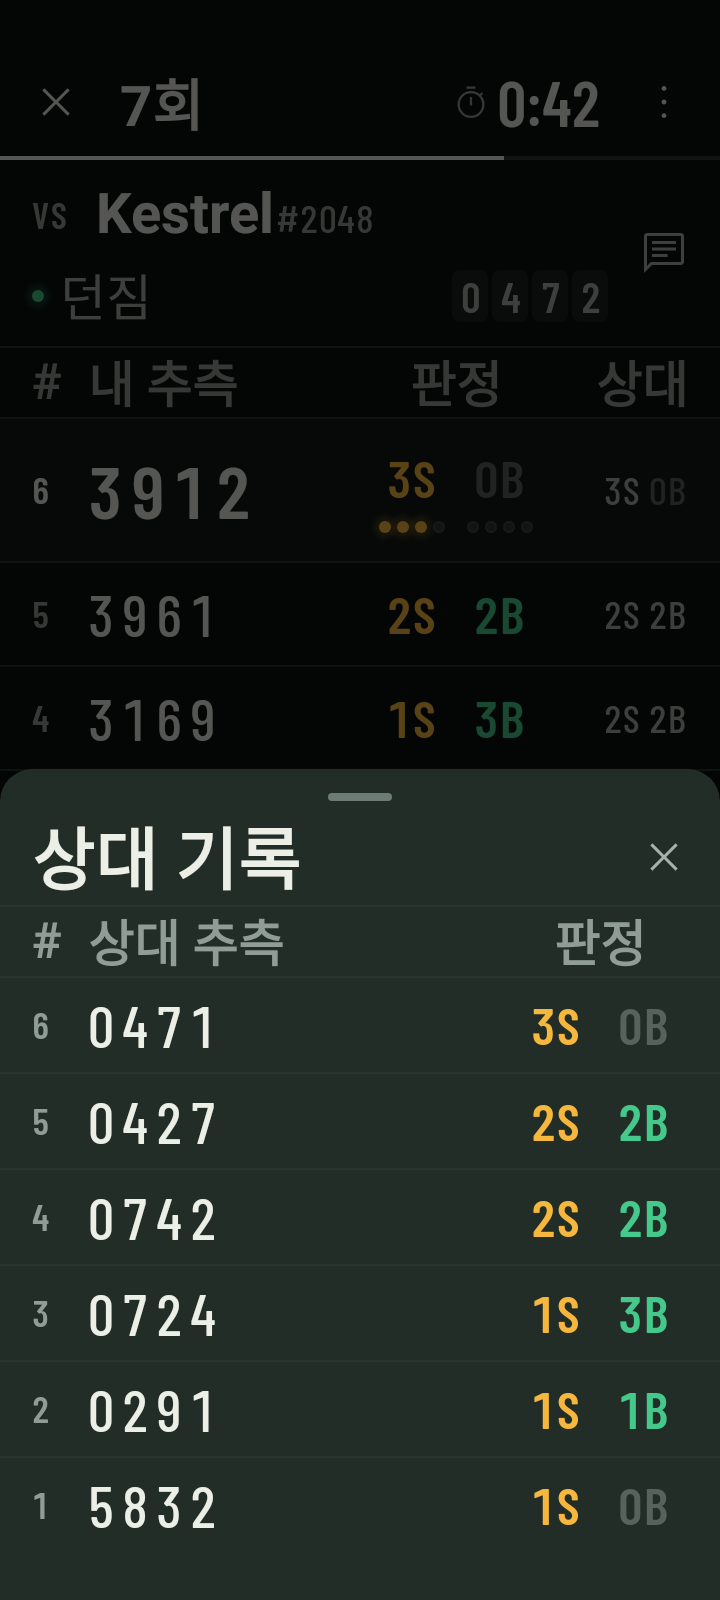 7회 0:42
VS Kestrel#2048
던짐 0 4 7 2
# 내 추측 판정 상대
6 3912 3S 0B 3S 0B
5 3961 2S 2B 2S 2B
4 3169 1S 3B 2S 2B
상대 기록
# 상대 추측 판정
6 0471 3S 0B
5 0427 2S 2B
4 0742 2S 2B
3 0724 1S 3B
2 0291 1S 1B
1 5832 1S 0B